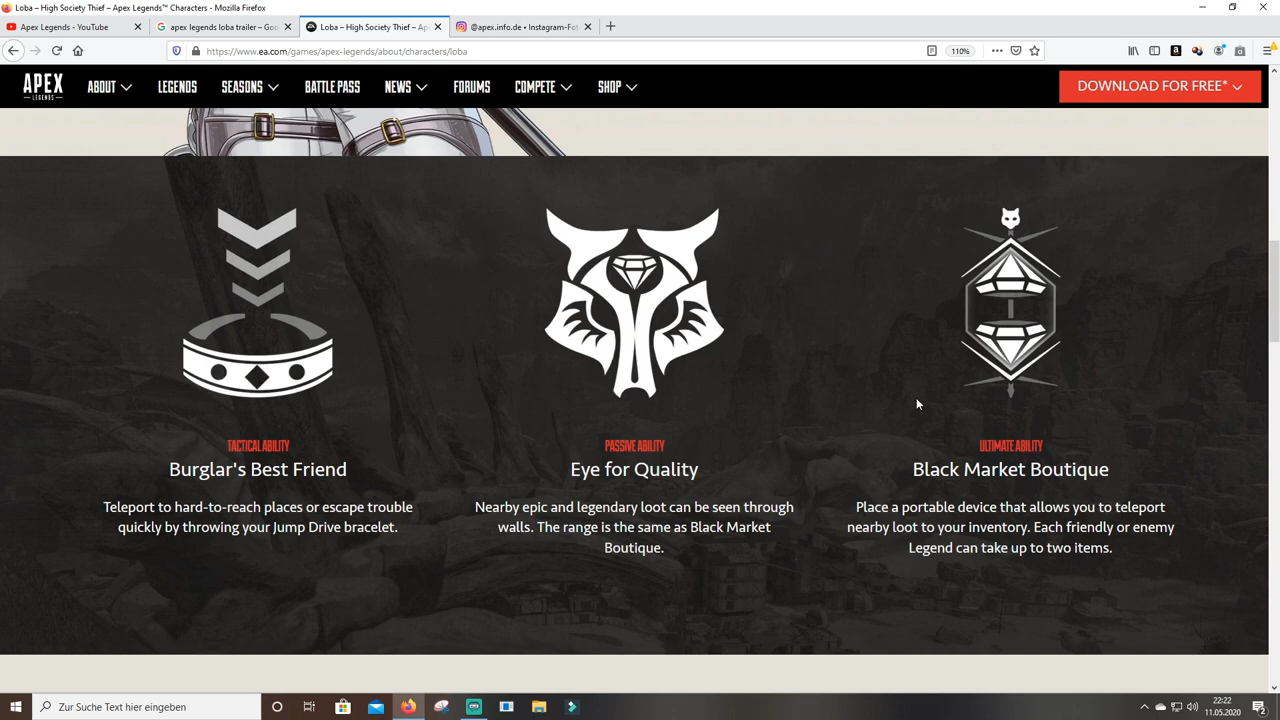 Loba – High Society Thief – Apex Legends™ Characters - Mozilla Firefox
Apex Legends - YouTube
apex legends loba trailer – Goo
Loba – High Society Thief – Ap
@apex.info.de • Instagram-Fot
https://www.ea.com/games/apex-legends/about/characters/loba
110%
APEX
LEGENDS
ABOUT
LEGENDS
SEASONS
BATTLE PASS
NEWS
FORUMS
COMPETE
SHOP
DOWNLOAD FOR FREE*
TACTICAL ABILITY
Burglar's Best Friend
Teleport to hard-to-reach places or escape trouble
quickly by throwing your Jump Drive bracelet.
PASSIVE ABILITY
Eye for Quality
Nearby epic and legendary loot can be seen through
walls. The range is the same as Black Market
Boutique.
ULTIMATE ABILITY
Black Market Boutique
Place a portable device that allows you to teleport
nearby loot to your inventory. Each friendly or enemy
Legend can take up to two items.
Zur Suche Text hier eingeben
22:22
11.05.2020
2